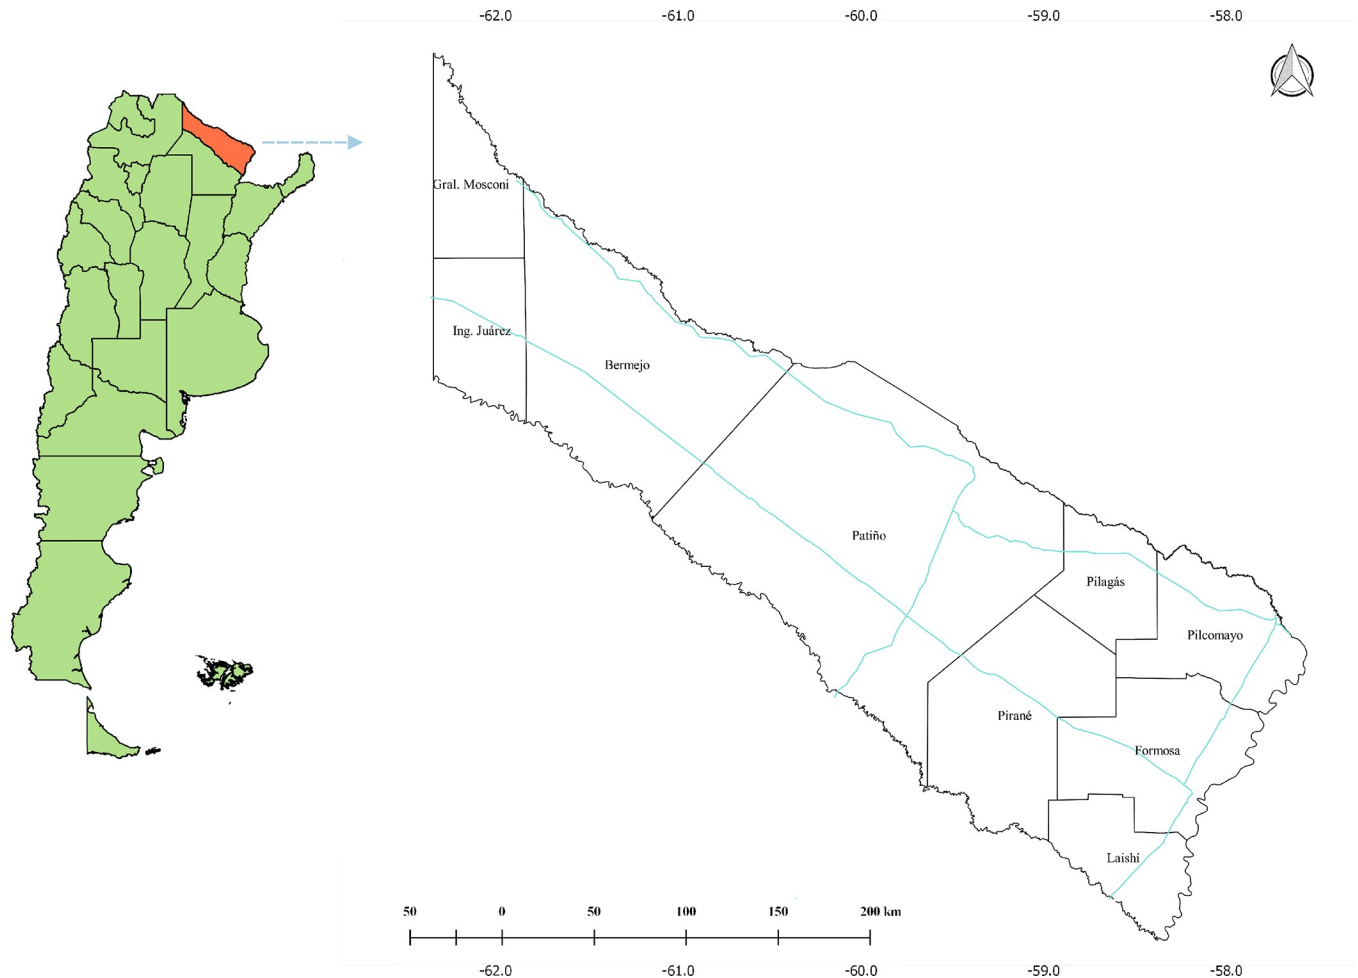 -62.0 -61.0 -60.0 -59.0 -58.0
Gral. Mosconi
Ing. Juárez
Bermejo
Patiño
Pilagás
Pilcomayo
Pirané
Formosa
Laishí
50 0 50 100 150 200 km
-62.0 -61.0 -60.0 -59.0 -58.0